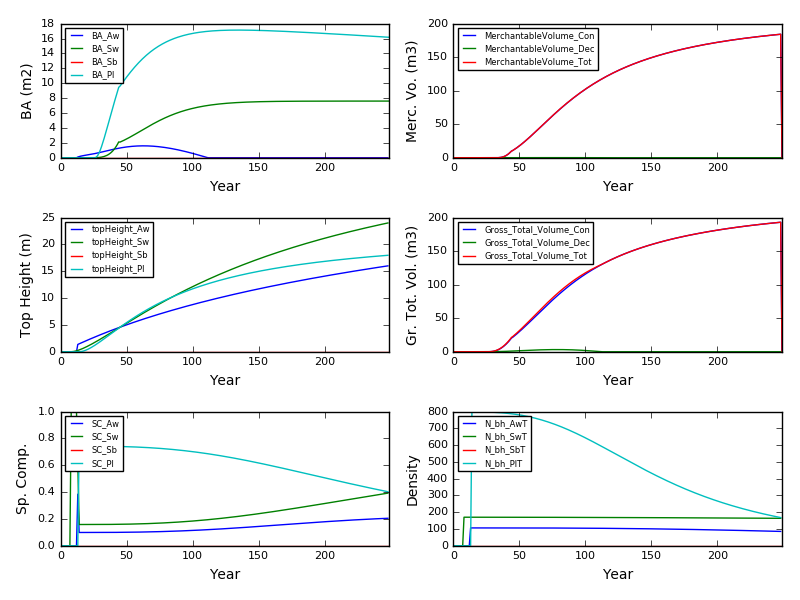 18
16
14
12
10
8
6
4
2
0
BA (m2)
BA_Aw
BA_Sw
BA_Sb
BA_Pl
0 50 100 150 200
Year
200
150
100
50
0
Merc. Vo. (m3)
MerchantableVolume_Con
MerchantableVolume_Dec
MerchantableVolume_Tot
0 50 100 150 200
Year
25
20
15
10
5
0
Top Height (m)
topHeight_Aw
topHeight_Sw
topHeight_Sb
topHeight_Pl
0 50 100 150 200
Year
200
150
100
50
0
Gr. Tot. Vol. (m3)
Gross_Total_Volume_Con
Gross_Total_Volume_Dec
Gross_Total_Volume_Tot
0 50 100 150 200
Year
1.0
0.8
0.6
0.4
0.2
0.0
Sp. Comp.
SC_Aw
SC_Sw
SC_Sb
SC_Pl
0 50 100 150 200
Year
800
700
600
500
400
300
200
100
0
Density
N_bh_AwT
N_bh_SwT
N_bh_SbT
N_bh_PlT
0 50 100 150 200
Year